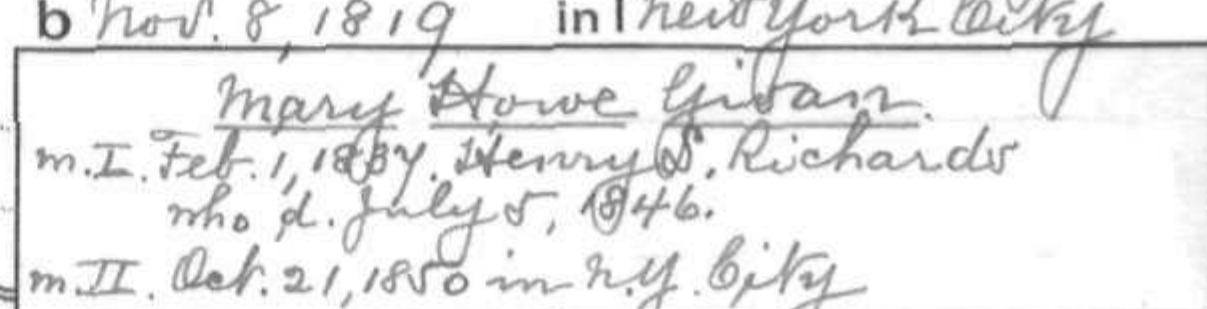 b Nov. 8, 1819 in New York City
Mary Howe Givan.
m. I. Feb. 1, 1837. Henry S. Richards
who d. July 5, 1846.
m. II. Oct. 21, 1850 in N.Y. City